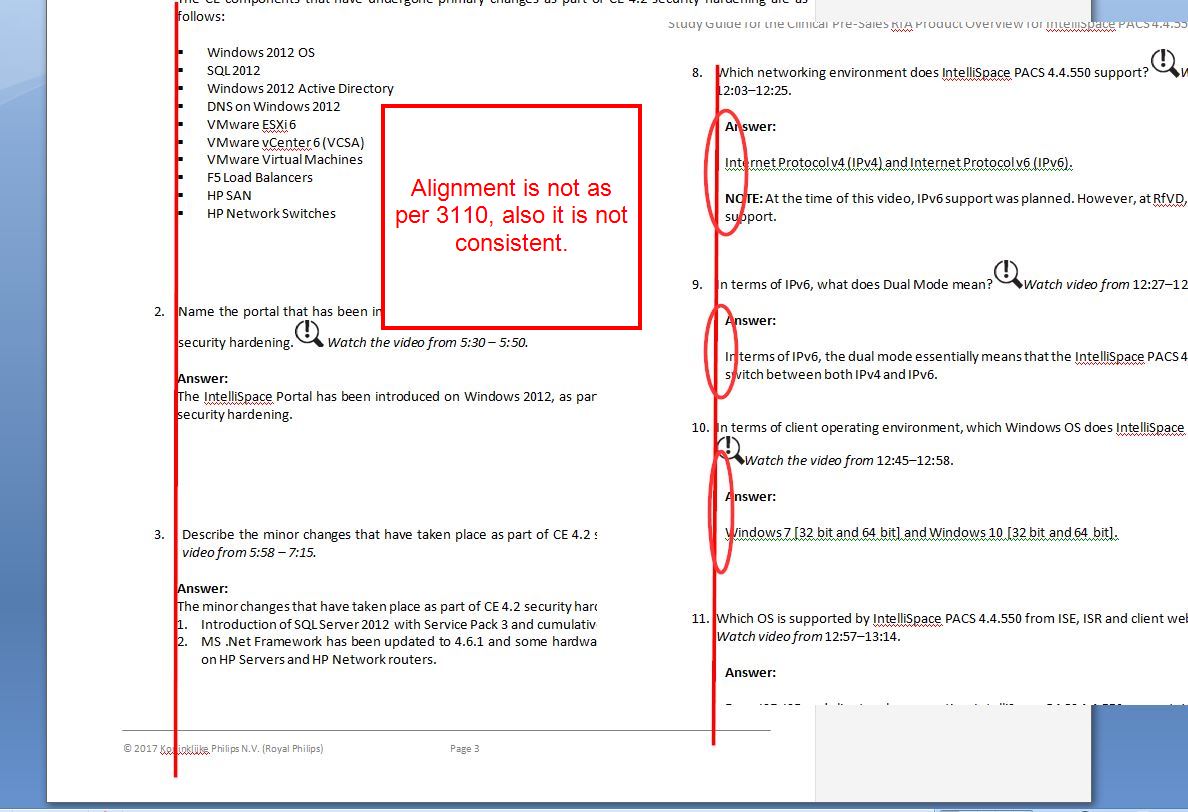 The CE components that have undergone primary changes as part of CE 4.2 security hardening are as
follows:
▪ Windows 2012 OS
▪ SQL 2012
▪ Windows 2012 Active Directory
▪ DNS on Windows 2012
▪ VMware ESXi 6
▪ VMware vCenter 6 (VCSA)
▪ VMware Virtual Machines
▪ F5 Load Balancers
▪ HP SAN
▪ HP Network Switches
Alignment is not as
per 3110, also it is not
consistent.
2. Name the portal that has been in
security hardening. Watch the video from 5:30 – 5:50.
Answer:
The IntelliSpace Portal has been introduced on Windows 2012, as par
security hardening.
3. Describe the minor changes that have taken place as part of CE 4.2 s
video from 5:58 – 7:15.
Answer:
The minor changes that have taken place as part of CE 4.2 security hard
1. Introduction of SQL Server 2012 with Service Pack 3 and cumulativ
2. MS .Net Framework has been updated to 4.6.1 and some hardwa
on HP Servers and HP Network routers.
© 2017 Koninklijke Philips N.V. (Royal Philips)
Page 3
Study Guide for the Clinical Pre-Sales RTA Product Overview for IntelliSpace PACS 4.4.55
8. Which networking environment does IntelliSpace PACS 4.4.550 support? W
12:03–12:25.
Answer:
Internet Protocol v4 (IPv4) and Internet Protocol v6 (IPv6).
NOTE: At the time of this video, IPv6 support was planned. However, at RfVD,
support.
9. In terms of IPv6, what does Dual Mode mean? Watch video from 12:27–12
Answer:
In terms of IPv6, the dual mode essentially means that the IntelliSpace PACS 4
switch between both IPv4 and IPv6.
10. In terms of client operating environment, which Windows OS does IntelliSpace
Watch the video from 12:45–12:58.
Answer:
Windows 7 [32 bit and 64 bit] and Windows 10 [32 bit and 64 bit].
11. Which OS is supported by IntelliSpace PACS 4.4.550 from ISE, ISR and client wel
Watch video from 12:57–13:14.
Answer: